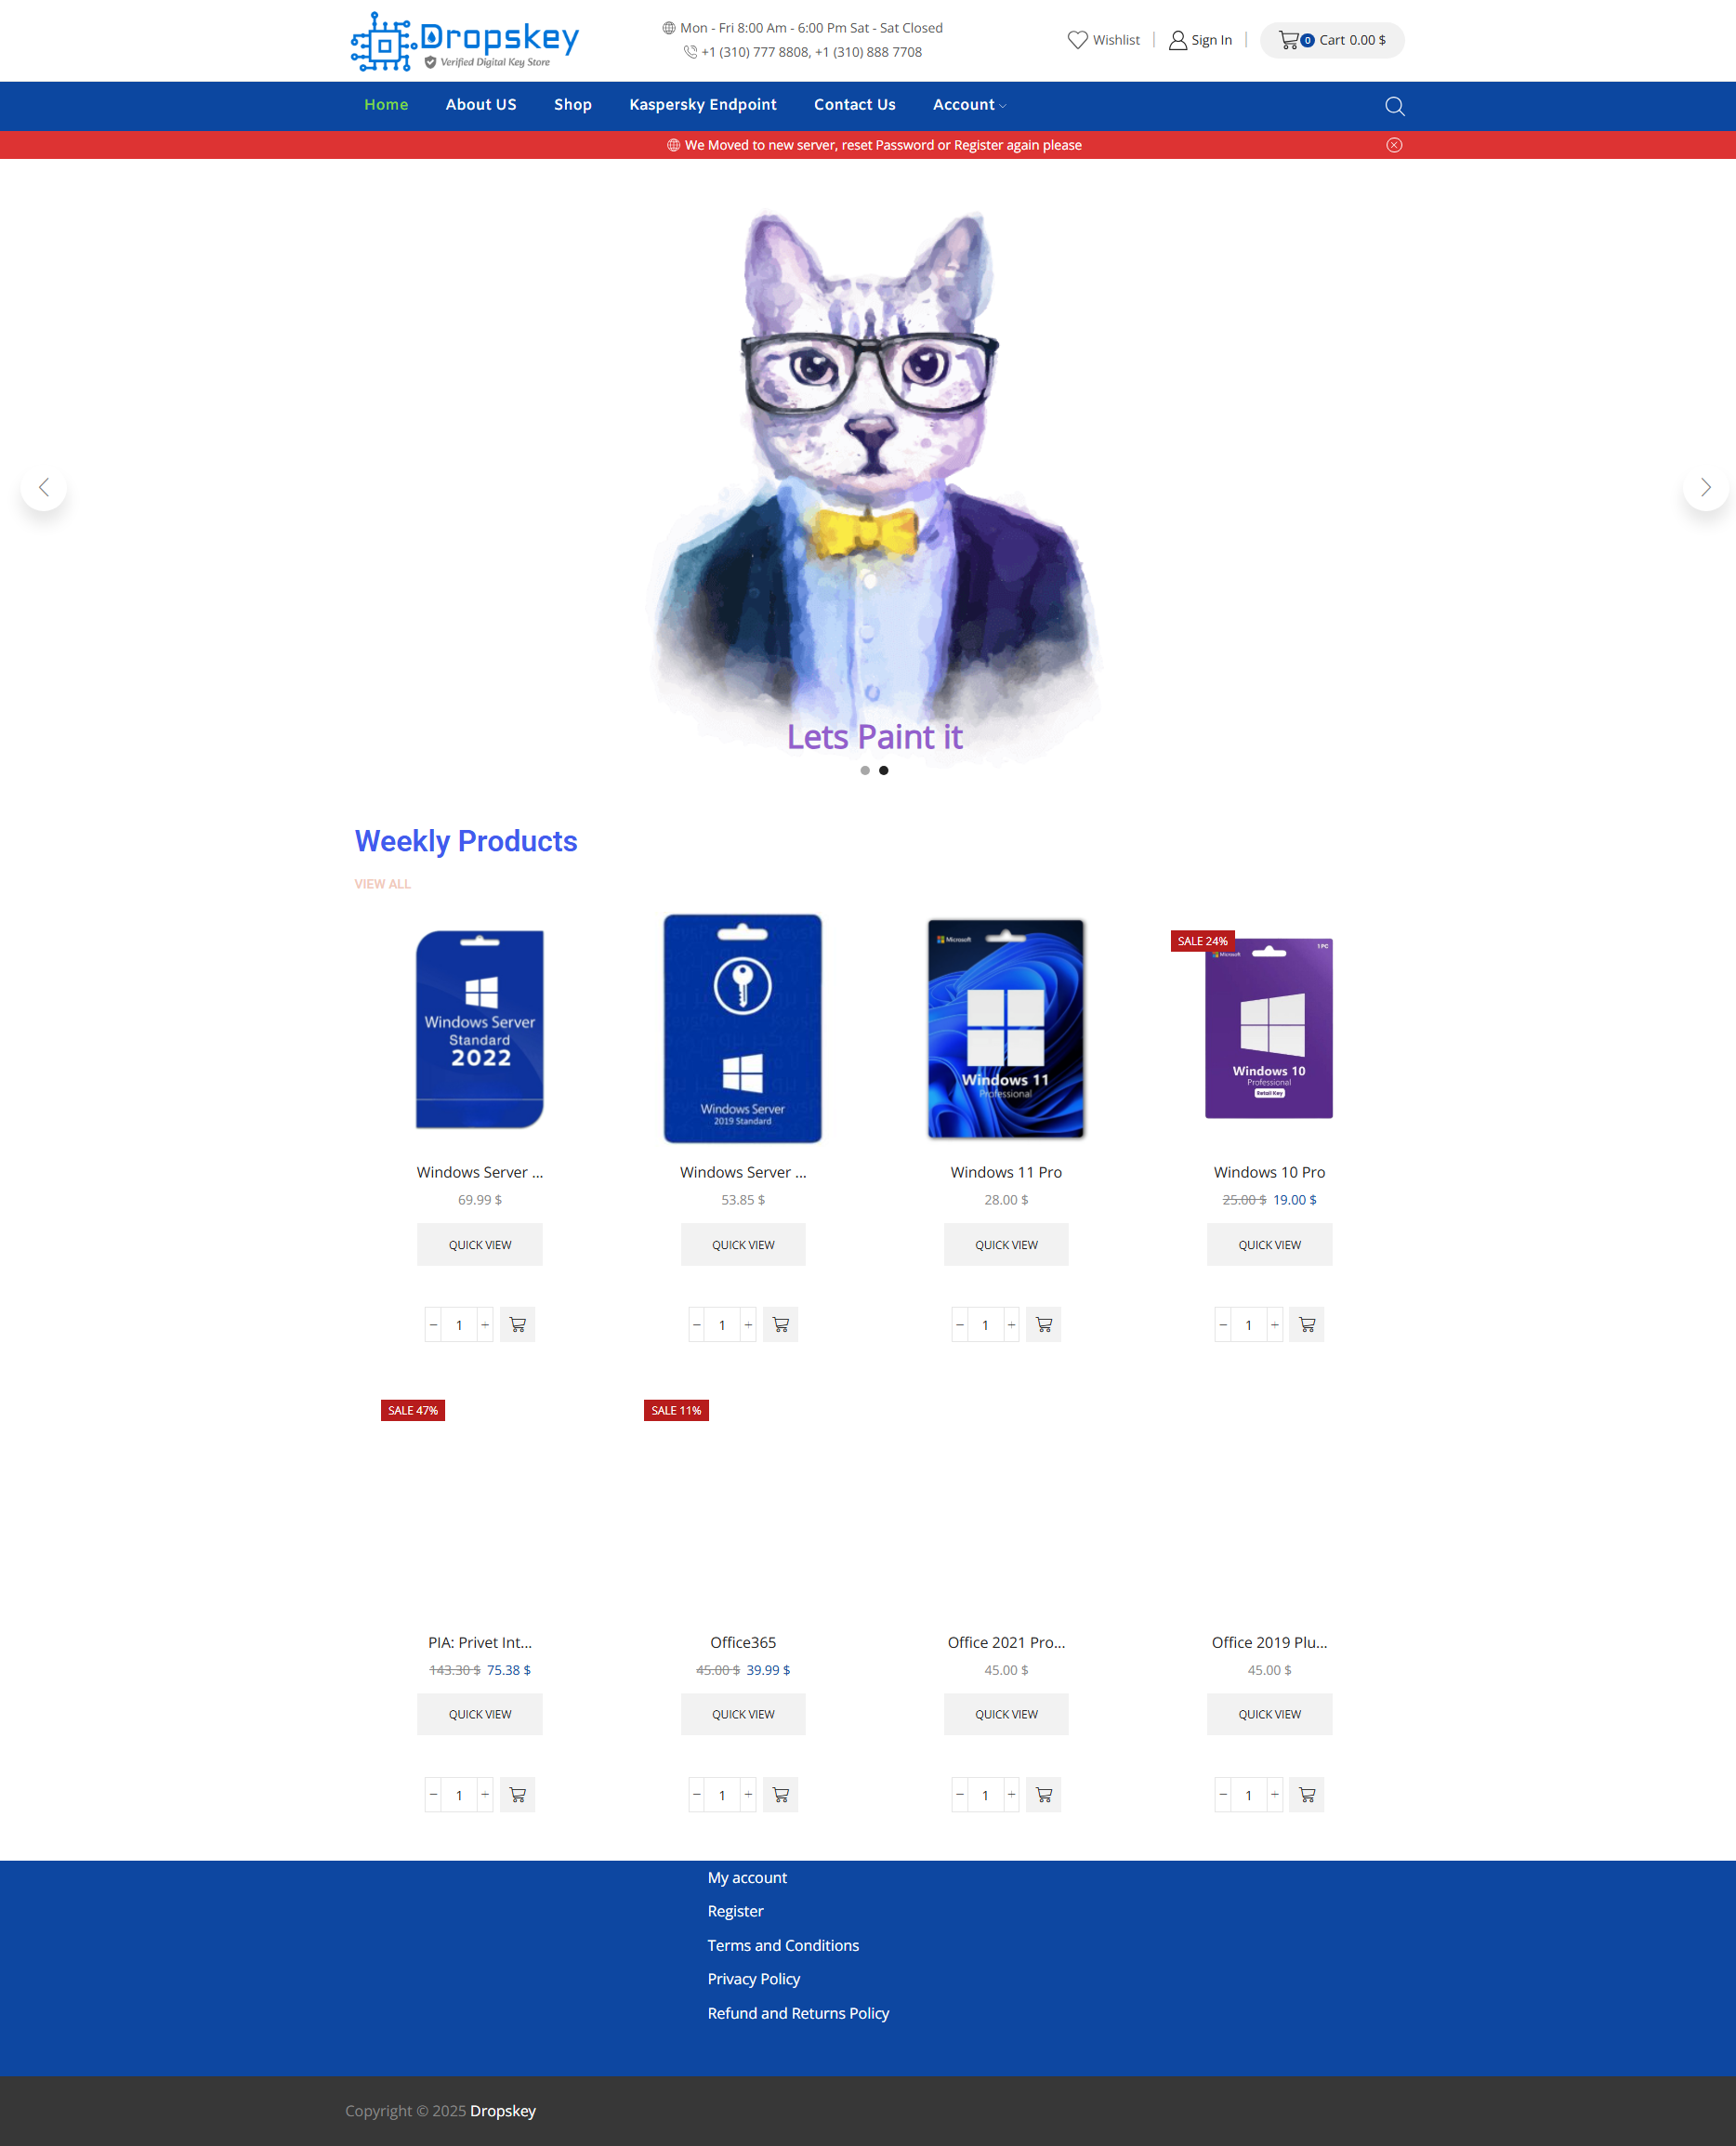 Dropskey
Verified Digital Key Store
Mon - Fri 8:00 Am - 6:00 Pm Sat - Sat Closed
+1 (310) 777 8808, +1 (310) 888 7708
Wishlist
Sign In
0
Cart 0.00 $
Home
About US
Shop
Kaspersky Endpoint
Contact Us
Account
We Moved to new server, reset Password or Register again please
Lets Paint it
Weekly Products
VIEW ALL
Windows Server
Standard
2022
Windows Server
2019 Standard
Microsoft
Windows 11
Professional
SALE 24%
1 PC
Microsoft
Windows 10
Professional
Retail Key
Windows Server ...
Windows Server ...
Windows 11 Pro
Windows 10 Pro
69.99 $
53.85 $
28.00 $
25.00 $ 19.00 $
QUICK VIEW
QUICK VIEW
QUICK VIEW
QUICK VIEW
− 1 +
− 1 +
− 1 +
− 1 +
SALE 47%
SALE 11%
PIA: Privet Int...
Office365
Office 2021 Pro...
Office 2019 Plu...
143.30 $ 75.38 $
45.00 $ 39.99 $
45.00 $
45.00 $
QUICK VIEW
QUICK VIEW
QUICK VIEW
QUICK VIEW
− 1 +
− 1 +
− 1 +
− 1 +
My account
Register
Terms and Conditions
Privacy Policy
Refund and Returns Policy
Copyright © 2025 Dropskey